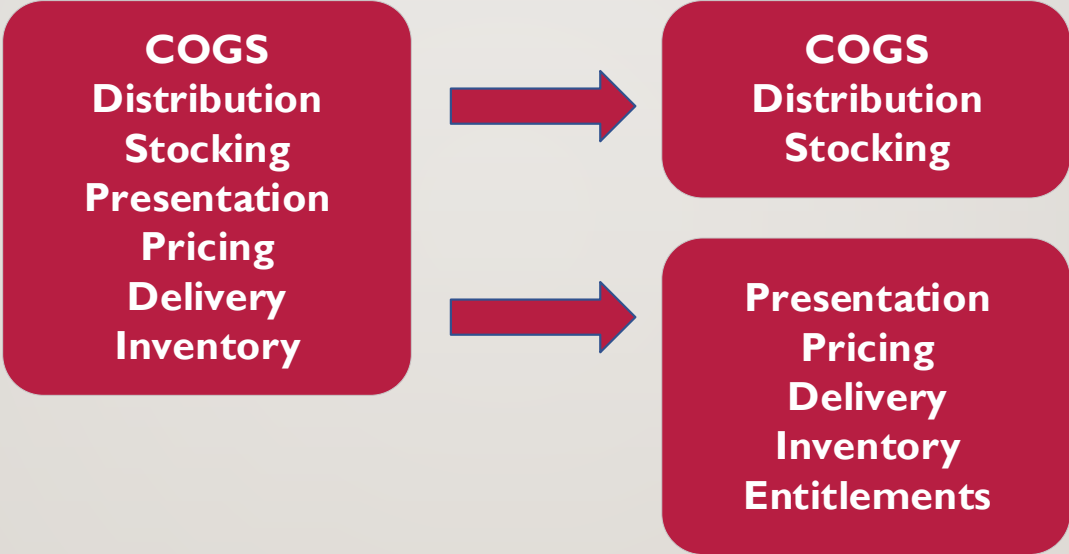 COGS
Distribution
Stocking
Presentation
Pricing
Delivery
Inventory
COGS
Distribution
Stocking
Presentation
Pricing
Delivery
Inventory
Entitlements